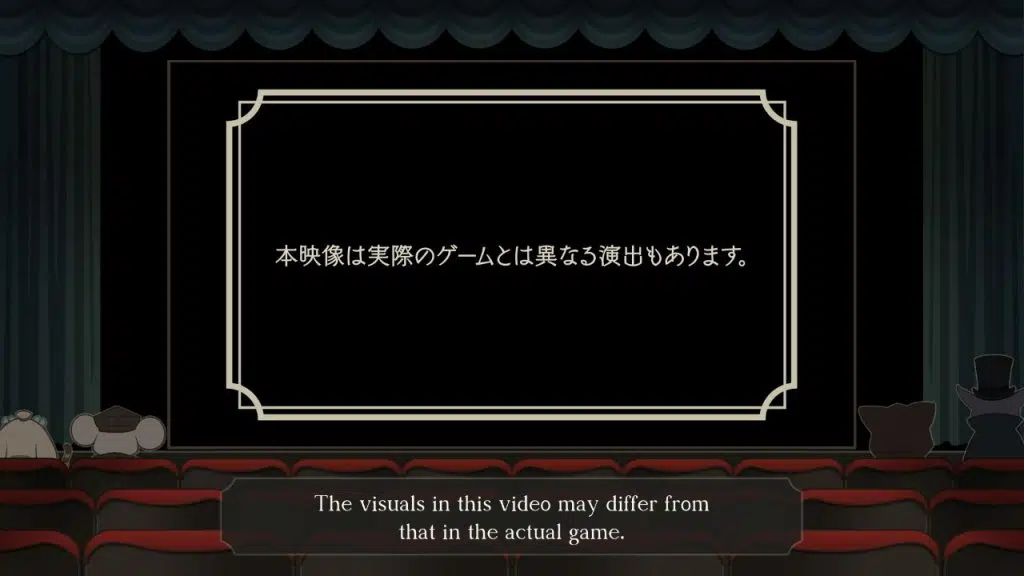 本映像は実際のゲームとは異なる演出もあります。
The visuals in this video may differ from
that in the actual game.